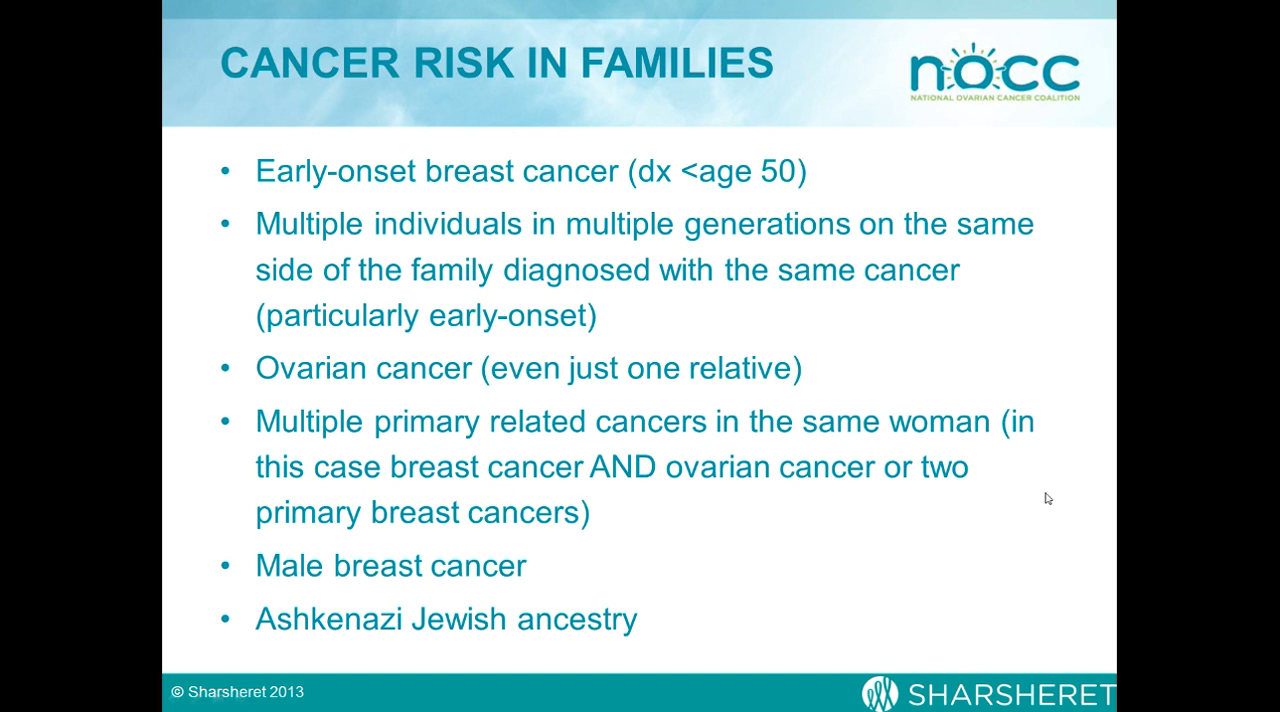 CANCER RISK IN FAMILIES
nocc
NATIONAL OVARIAN CANCER COALITION
• Early-onset breast cancer (dx <age 50)
• Multiple individuals in multiple generations on the same
side of the family diagnosed with the same cancer
(particularly early-onset)
• Ovarian cancer (even just one relative)
• Multiple primary related cancers in the same woman (in
this case breast cancer AND ovarian cancer or two
primary breast cancers)
• Male breast cancer
• Ashkenazi Jewish ancestry
© Sharsheret 2013
SHARSHERET